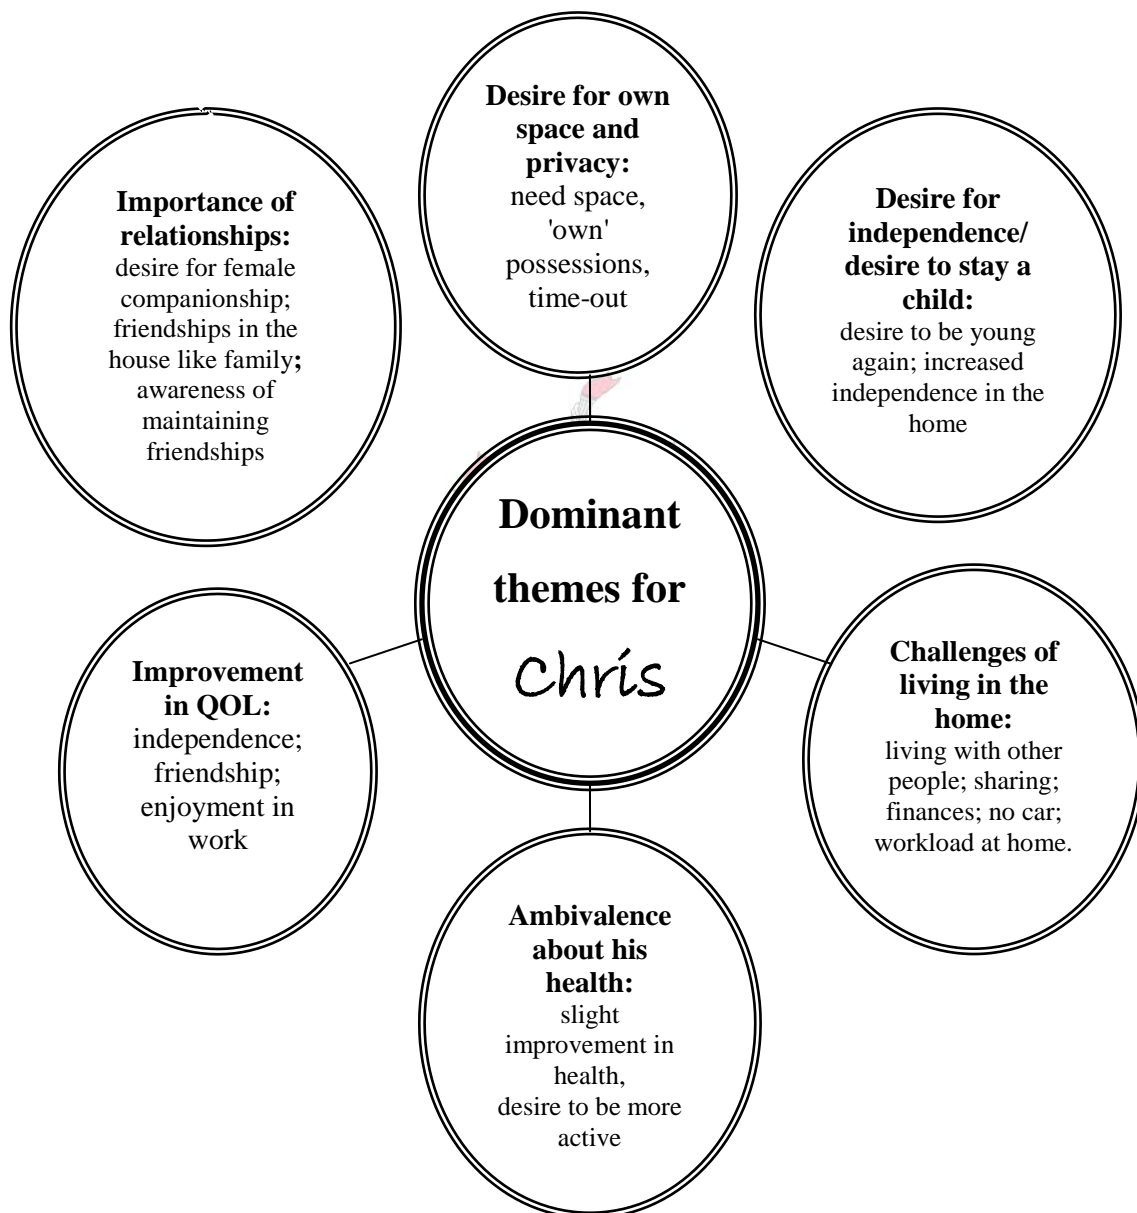 Desire for own
space and
privacy:
need space,
'own'
possessions,
time-out
Importance of
relationships:
desire for female
companionship;
friendships in the
house like family;
awareness of
maintaining
friendships
Desire for
independence/
desire to stay a
child:
desire to be young
again; increased
independence in the
home
Dominant
themes for
Chris
Improvement
in QOL:
independence;
friendship;
enjoyment in
work
Challenges of
living in the
home:
living with other
people; sharing;
finances; no car;
workload at home.
Ambivalence
about his
health:
slight
improvement in
health,
desire to be more
active